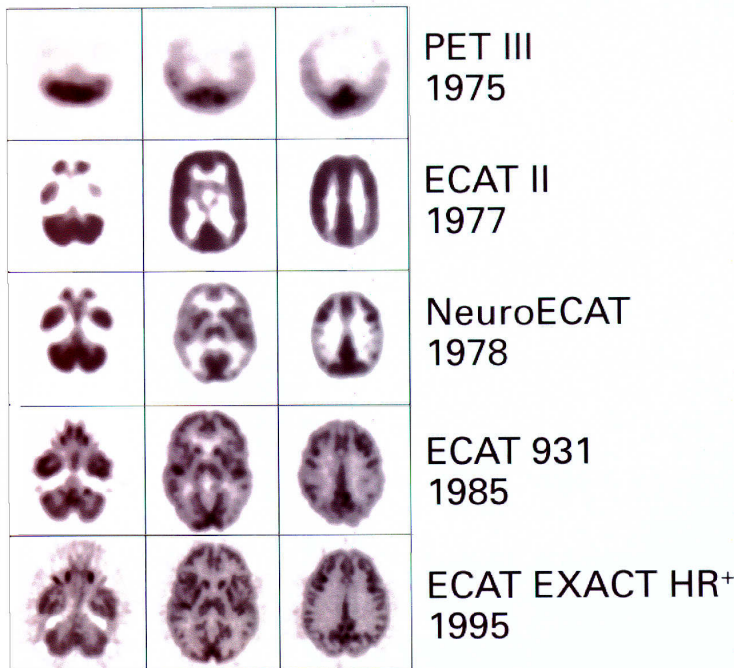 PET III
1975
ECAT II
1977
NeuroECAT
1978
ECAT 931
1985
ECAT EXACT HR+
1995